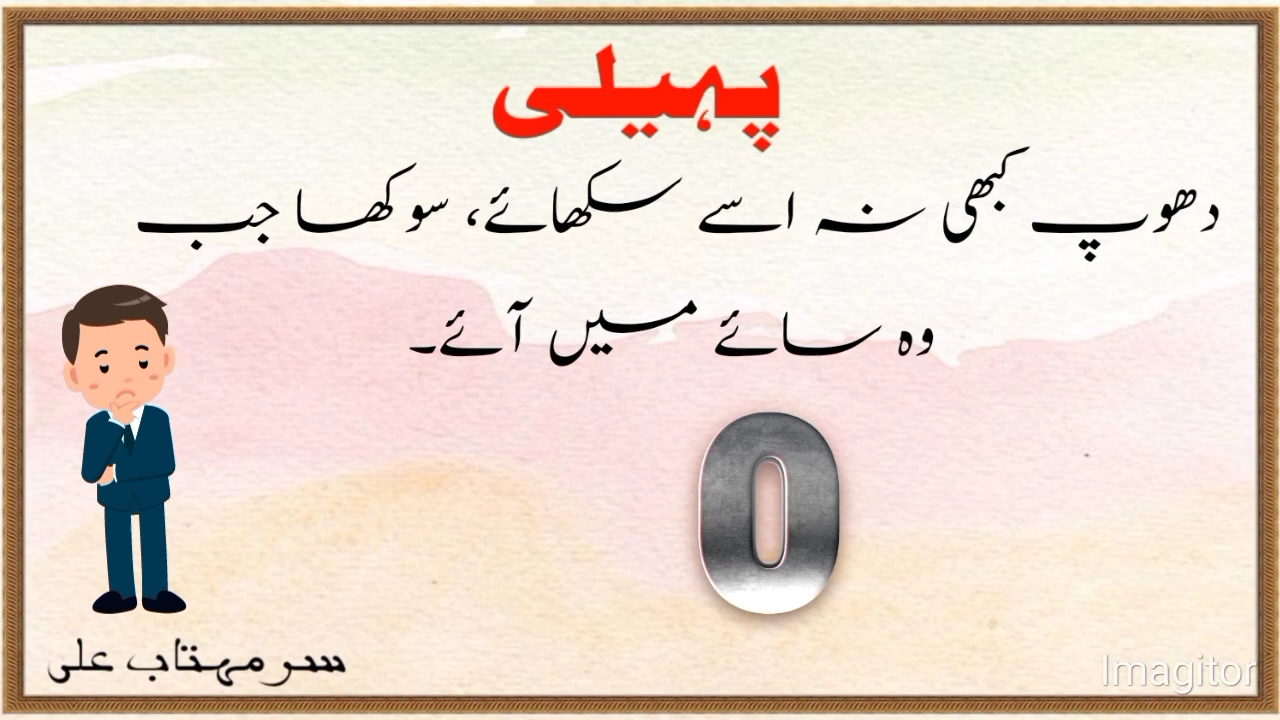 پہیلی
دھوپ کبھی نہ اسے سکھائے، سوکھا جب
وہ سائے میں آئے۔
0
سر مہتاب علی
Imagitor